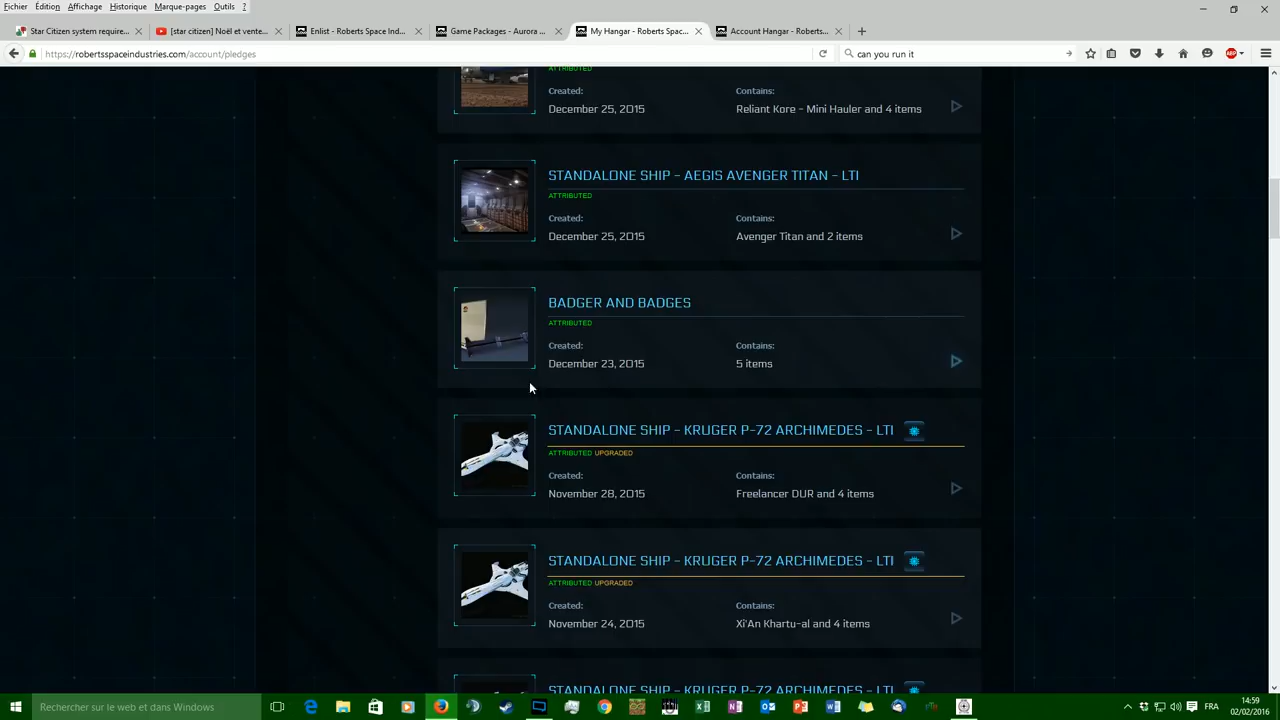 Fichier Édition Affichage Historique Marque-pages Outils ?
Star Citizen system require... [star citizen] Noël et vente... Enlist - Roberts Space Ind... Game Packages - Aurora ... My Hangar - Roberts Spac... Account Hangar - Roberts...
https://robertsspaceindustries.com/account/pledges can you run it
ATTRIBUTED
Created: Contains:
December 25, 2015 Reliant Kore - Mini Hauler and 4 items
STANDALONE SHIP - AEGIS AVENGER TITAN - LTI
ATTRIBUTED
Created: Contains:
December 25, 2015 Avenger Titan and 2 items
BADGER AND BADGES
ATTRIBUTED
Created: Contains:
December 23, 2015 5 items
STANDALONE SHIP - KRUGER P-72 ARCHIMEDES - LTI
ATTRIBUTED UPGRADED
Created: Contains:
November 28, 2015 Freelancer DUR and 4 items
STANDALONE SHIP - KRUGER P-72 ARCHIMEDES - LTI
ATTRIBUTED UPGRADED
Created: Contains:
November 24, 2015 Xi'An Khartu-al and 4 items
STANDALONE SHIP - KRUGER P-72 ARCHIMEDES - LTI
Rechercher sur le web et dans Windows FRA 14:59
02/02/2016